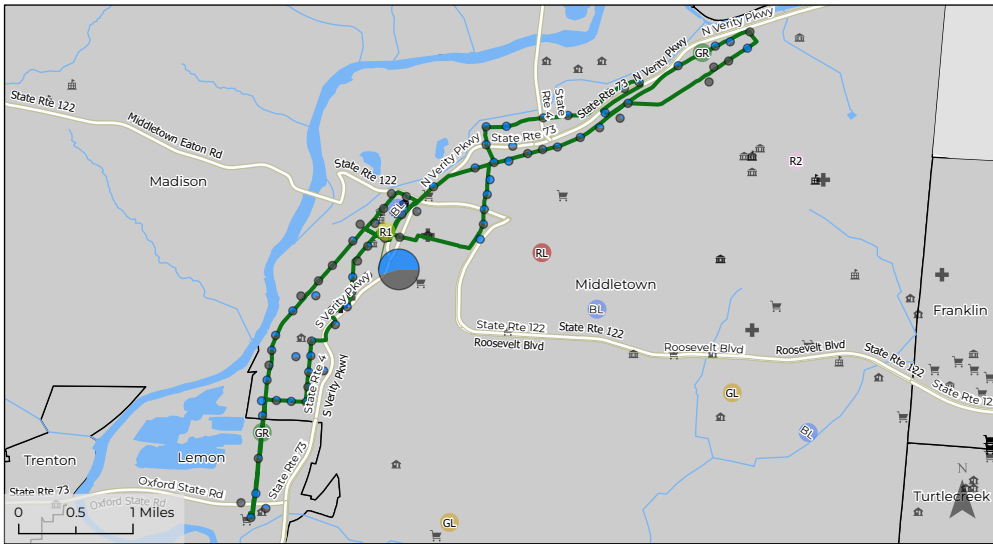 N Verity Pkwy
GR
N Verity Pkwy
State Rte 73
State
Rte 4
State Rte 122
Middletown Eaton Rd
State Rte 73
N Verity Pkwy
R2
State Rte 122
Madison
BL
R1
RL
Middletown
BL
Franklin
S Verity Pkwy
State Rte 122
State Rte 122
Roosevelt Blvd
Roosevelt Blvd
Roosevelt Blvd
State Rte 122
State Rte 12
State Rte 4
S Verity Pkwy
GL
BL
GR
Trenton
Lemon
State Rte 73
Oxford State Rd
State Rte 73
Oxford State Rd
GL
N
Turtlecreek
0 0.5 1 Miles